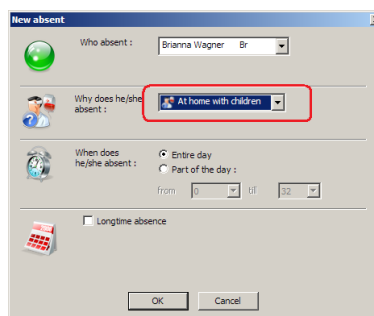 New absent
Who absent :
Brianna Wagner Br
Why does he/she
absent :
At home with children
When does
he/she absent :
Entire day
Part of the day :
from 0 till 32
Longtime absence
OK Cancel